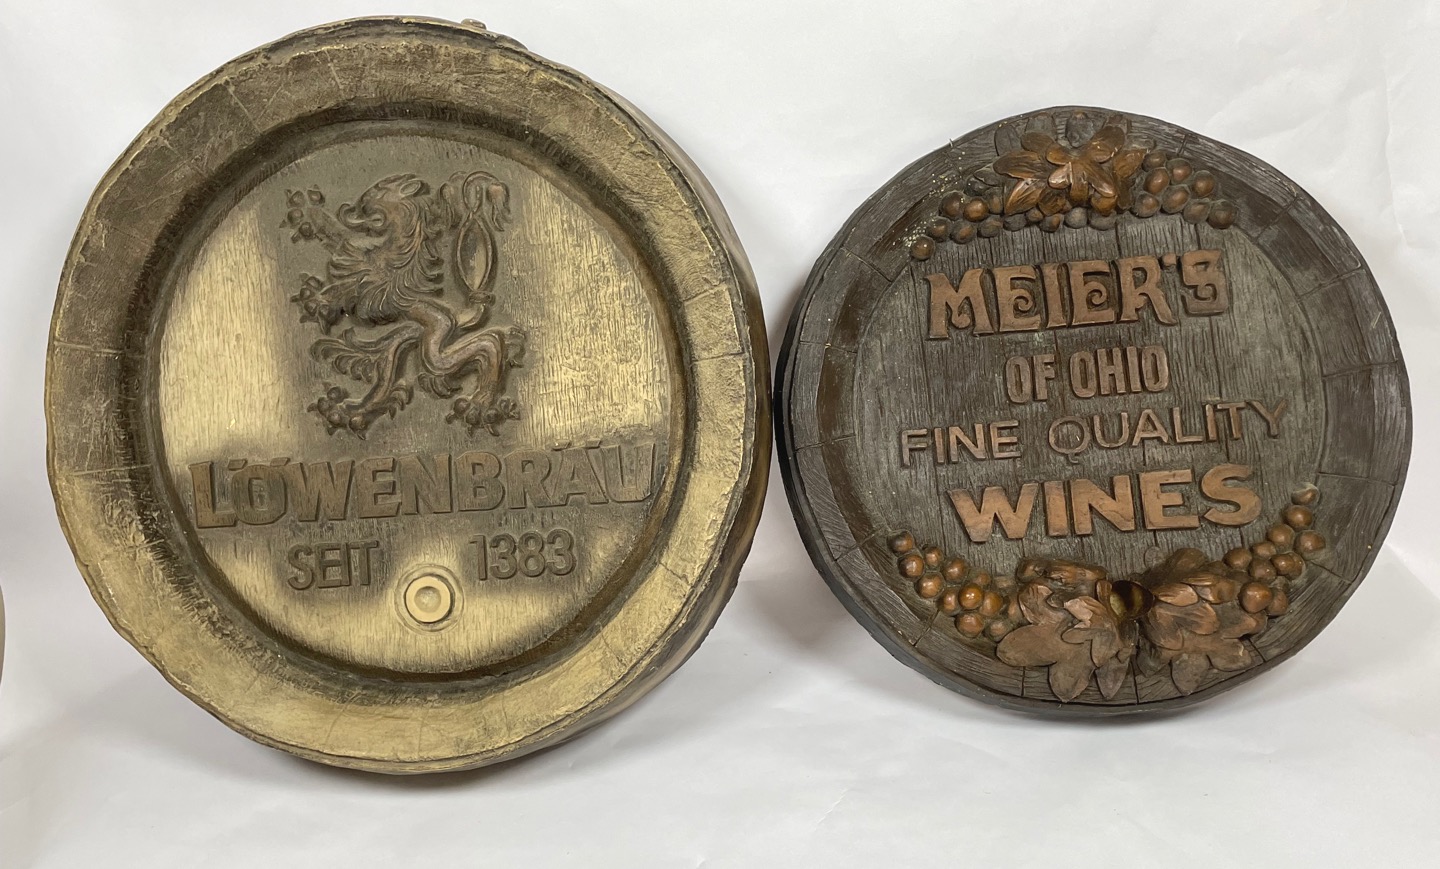 LÖWENBRÄU
SEIT 1383
MEIER'S
OF OHIO
FINE QUALITY
WINES